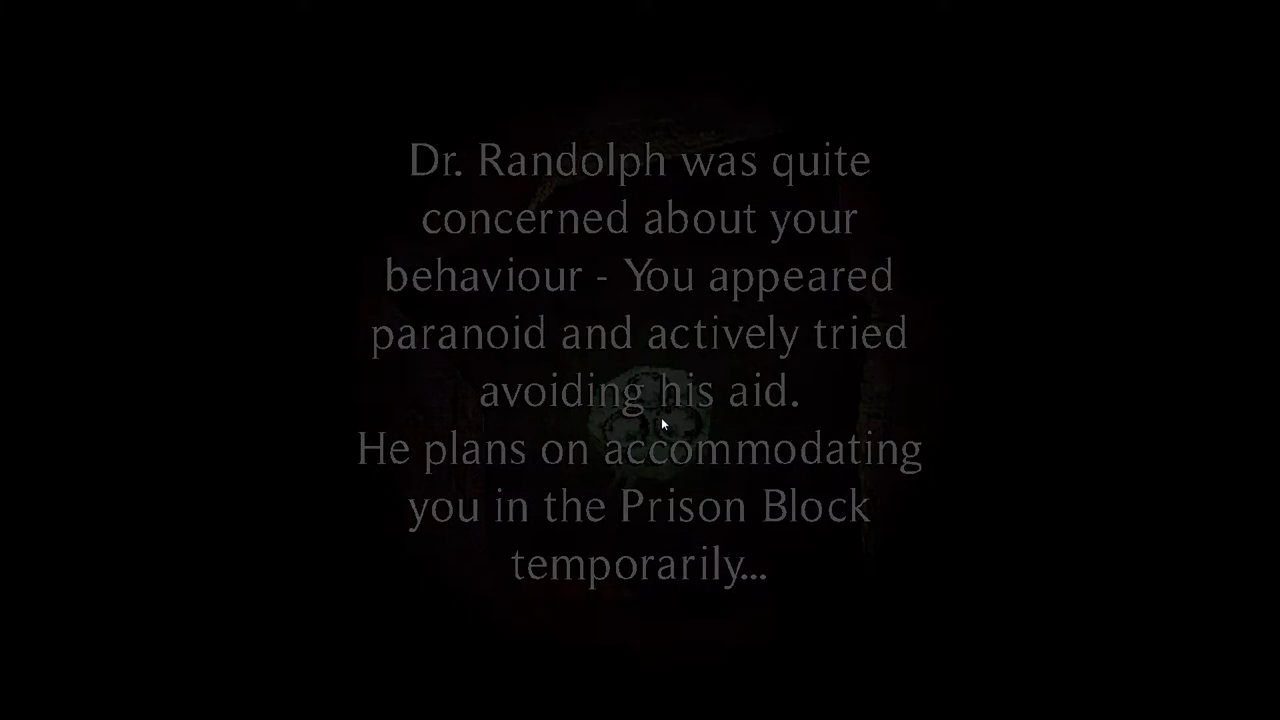 Dr. Randolph was quite
concerned about your
behaviour - You appeared
paranoid and actively tried
avoiding his aid.
He plans on accommodating
you in the Prison Block
temporarily...